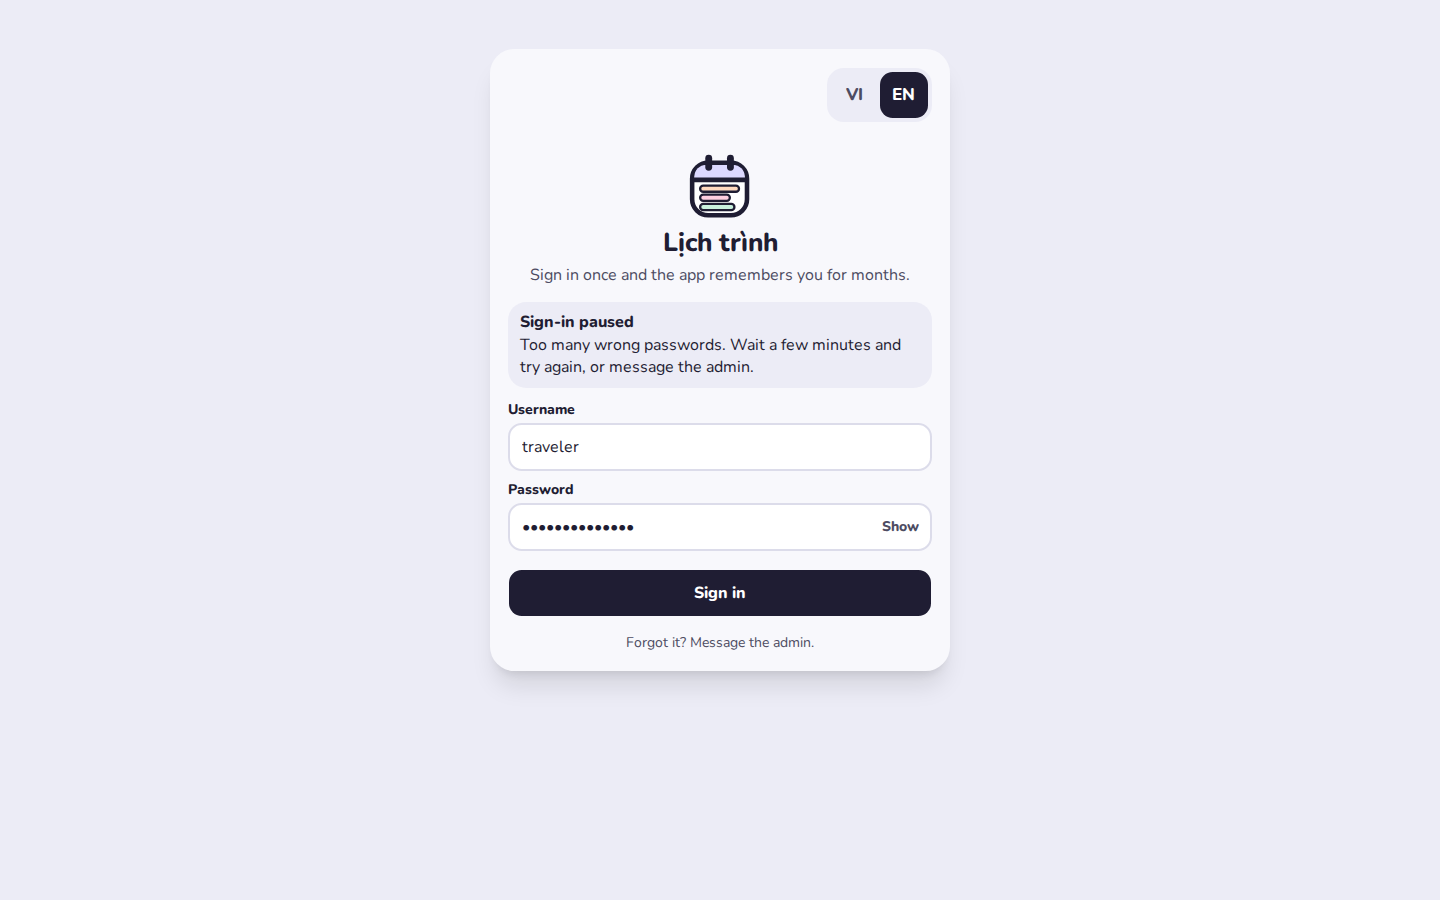 VI EN
Lịch trình
Sign in once and the app remembers you for months.
Sign-in paused
Too many wrong passwords. Wait a few minutes and
try again, or message the admin.
Username
traveler
Password
•••••••••••••• Show
Sign in
Forgot it? Message the admin.